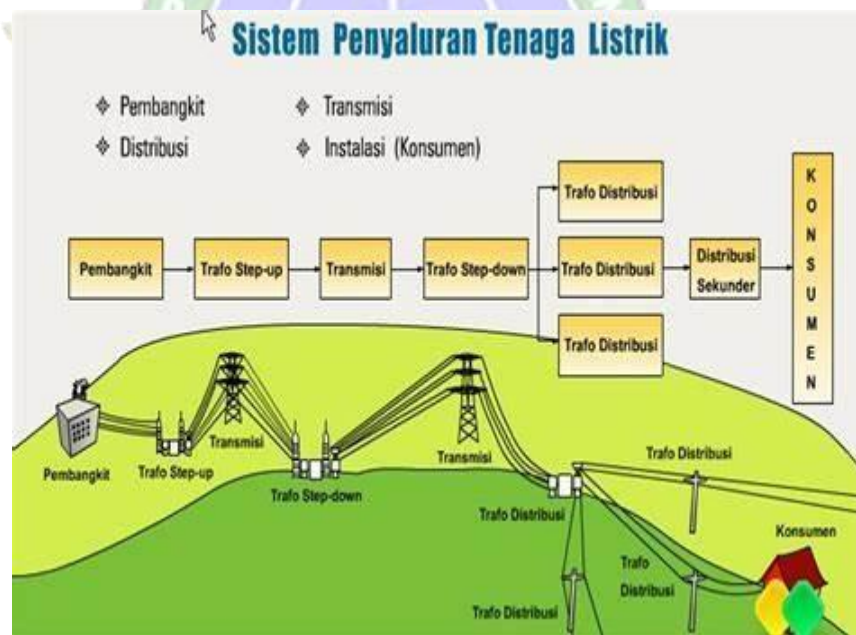 Sistem Penyaluran Tenaga Listrik
Pembangkit
Transmisi
Distribusi
Instalasi (Konsumen)
Pembangkit
Trafo Step-up
Transmisi
Trafo Step-down
Trafo Distribusi
Trafo Distribusi
Trafo Distribusi
Distribusi
Sekunder
KONSUMEN
Pembangkit
Trafo Step-up
Transmisi
Trafo Step-down
Transmisi
Trafo Distribusi
Trafo Distribusi
Trafo
Distribusi
Trafo Distribusi
Konsumen